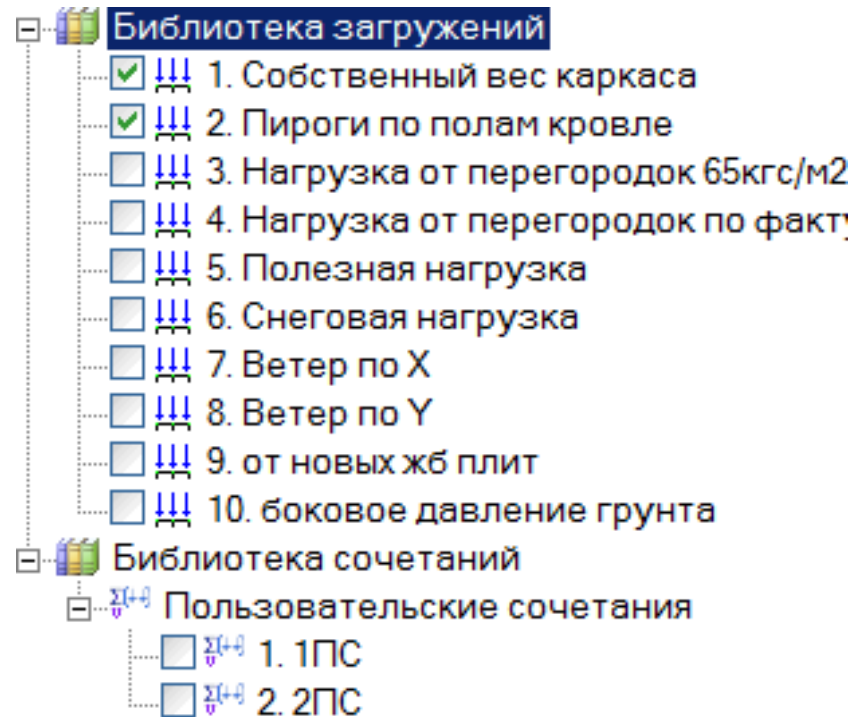 Библиотека загружений
1. Собственный вес каркаса
2. Пироги по полам кровле
3. Нагрузка от перегородок 65кгс/м2
4. Нагрузка от перегородок по факту
5. Полезная нагрузка
6. Снеговая нагрузка
7. Ветер по X
8. Ветер по Y
9. от новых жб плит
10. боковое давление грунта
Библиотека сочетаний
Пользовательские сочетания
1. 1ПС
2. 2ПС